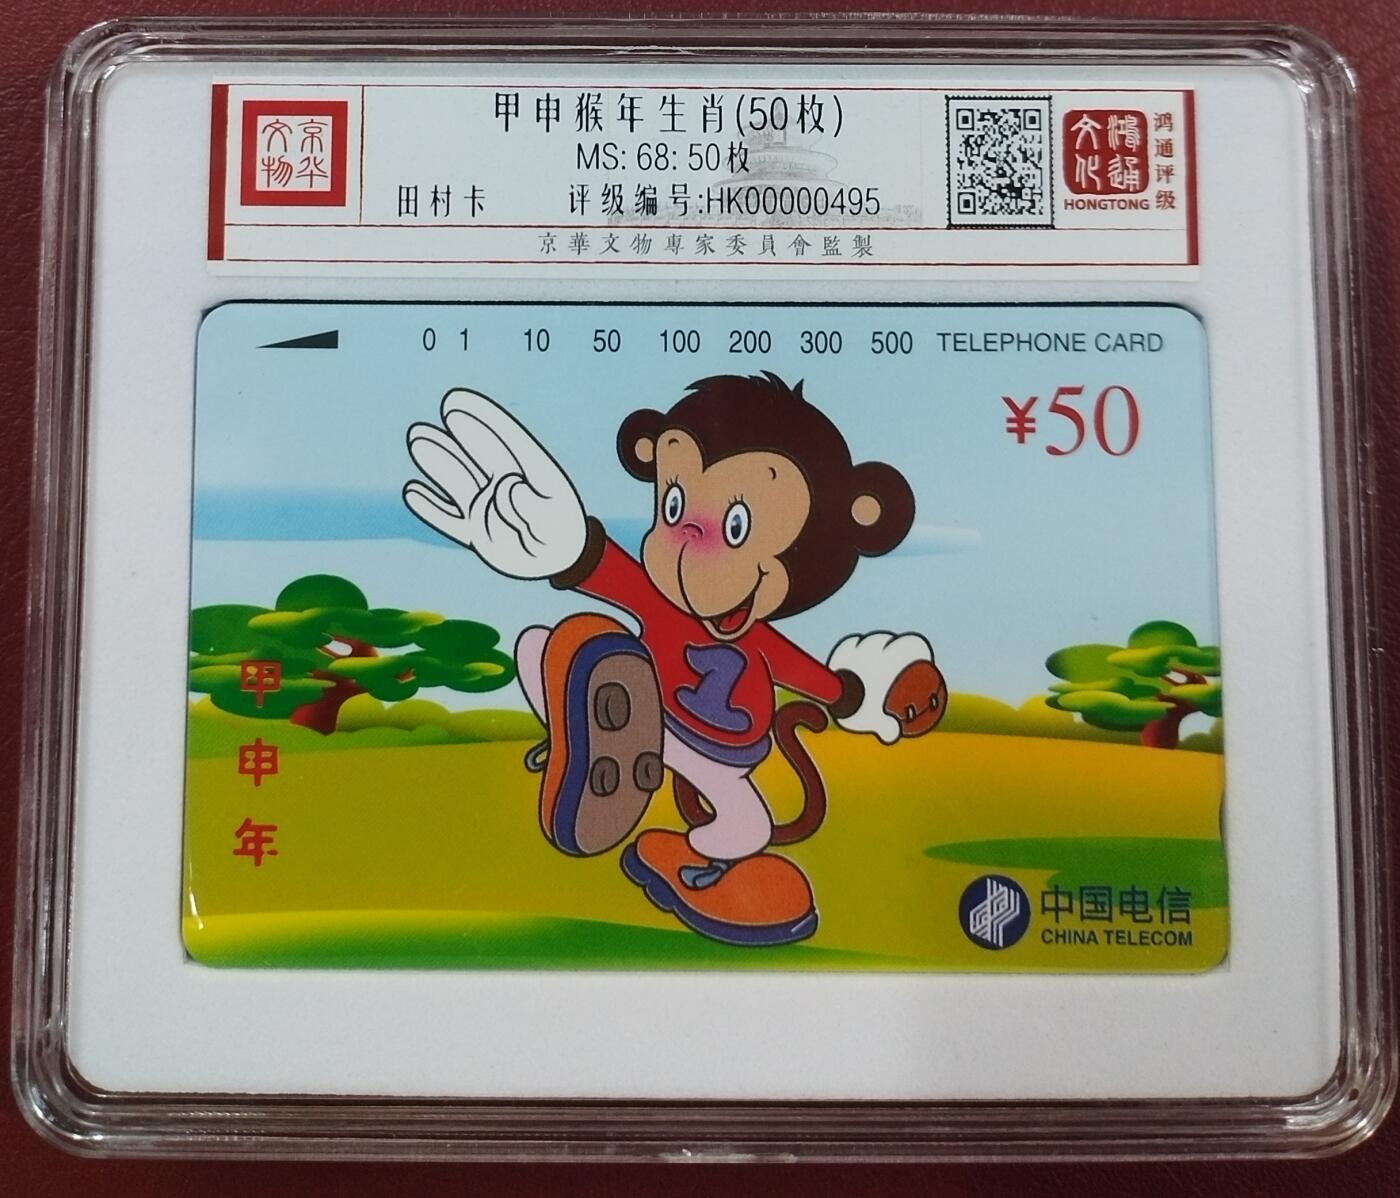 京华
文物
甲申猴年生肖(50枚)
MS: 68: 50枚
田村卡 评级编号:HK00000495
京華文物專家委員會監製
鸿通
文化
HONGTONG
鸿通评级
0 1 10 50 100 200 300 500 TELEPHONE CARD
¥50
1
甲申年
中国电信
CHINA TELECOM